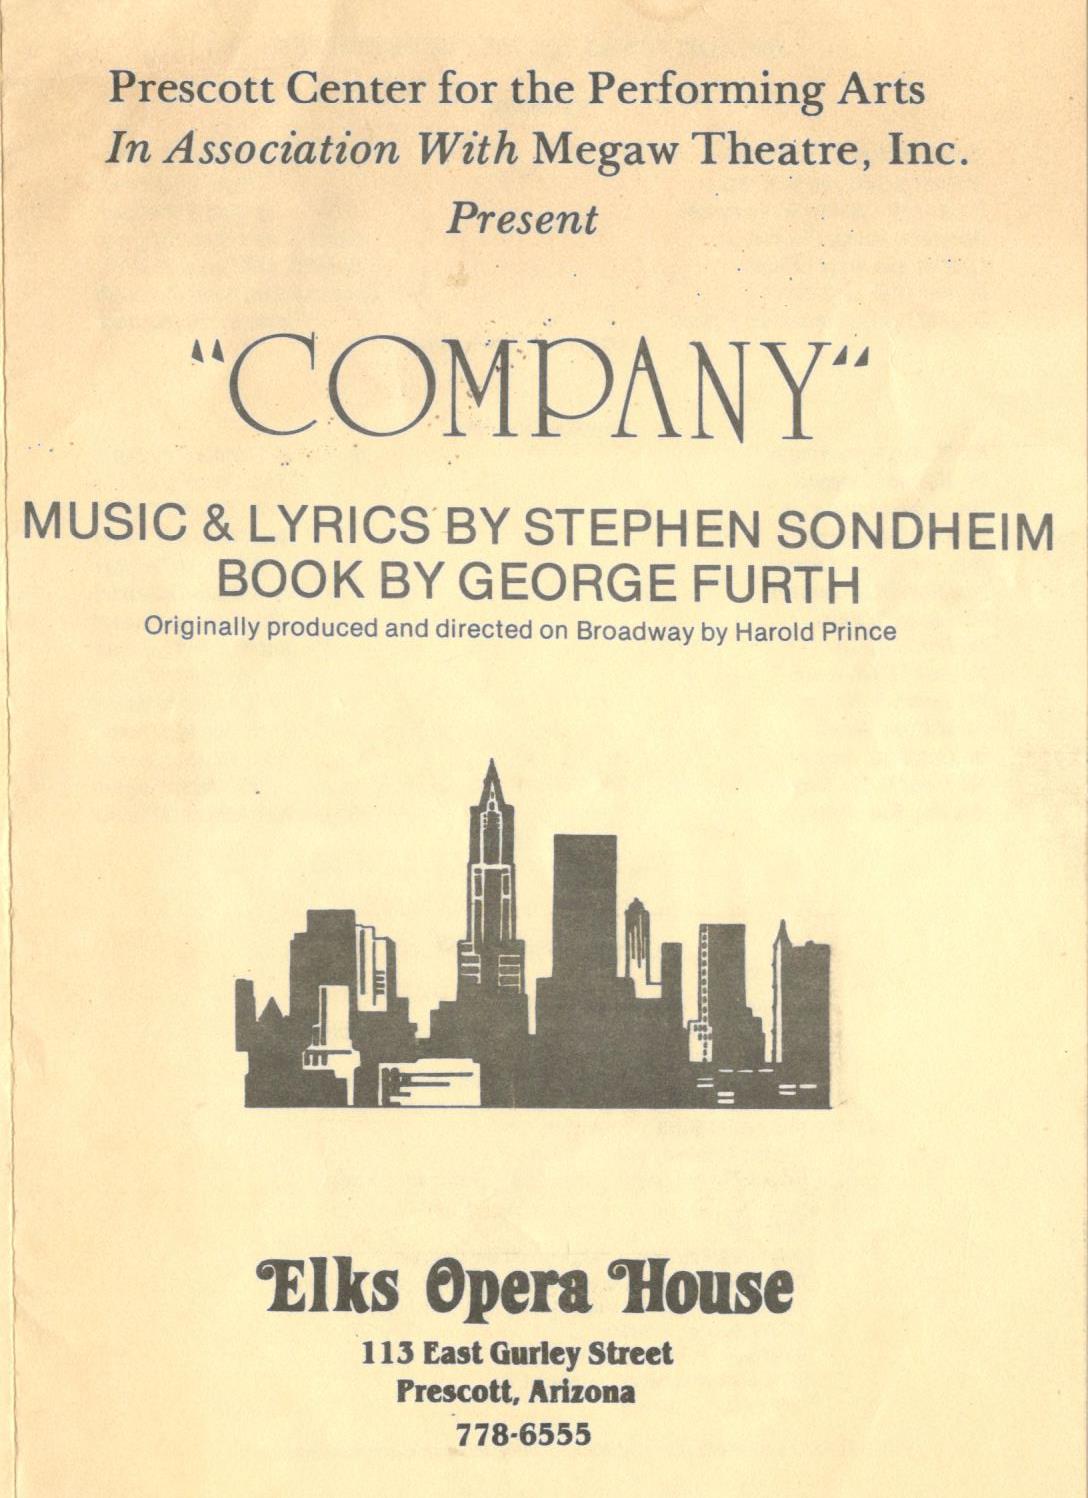 Prescott Center for the Performing Arts
In Association With Megaw Theatre, Inc.
Present
"COMPANY"
MUSIC & LYRICS BY STEPHEN SONDHEIM
BOOK BY GEORGE FURTH
Originally produced and directed on Broadway by Harold Prince
Elks Opera House
113 East Gurley Street
Prescott, Arizona
778-6555